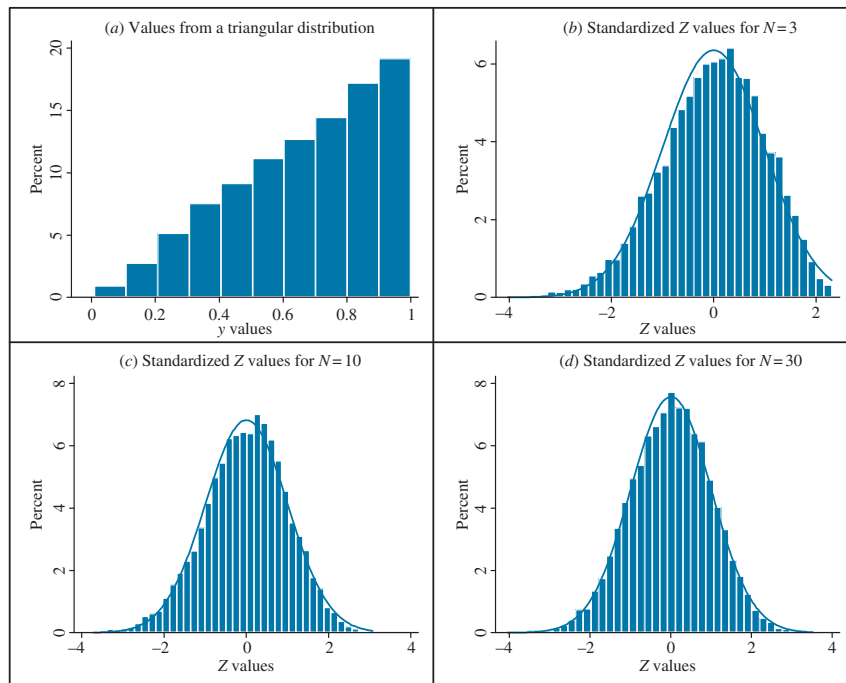 (a) Values from a triangular distribution
Percent
20
15
10
5
0
0 0.2 0.4 0.6 0.8 1
y values
(b) Standardized Z values for N=3
Percent
6
4
2
0
−4 −2 0 2
Z values
(c) Standardized Z values for N=10
Percent
8
6
4
2
0
−4 −2 0 2 4
Z values
(d) Standardized Z values for N=30
Percent
8
6
4
2
0
−4 −2 0 2 4
Z values